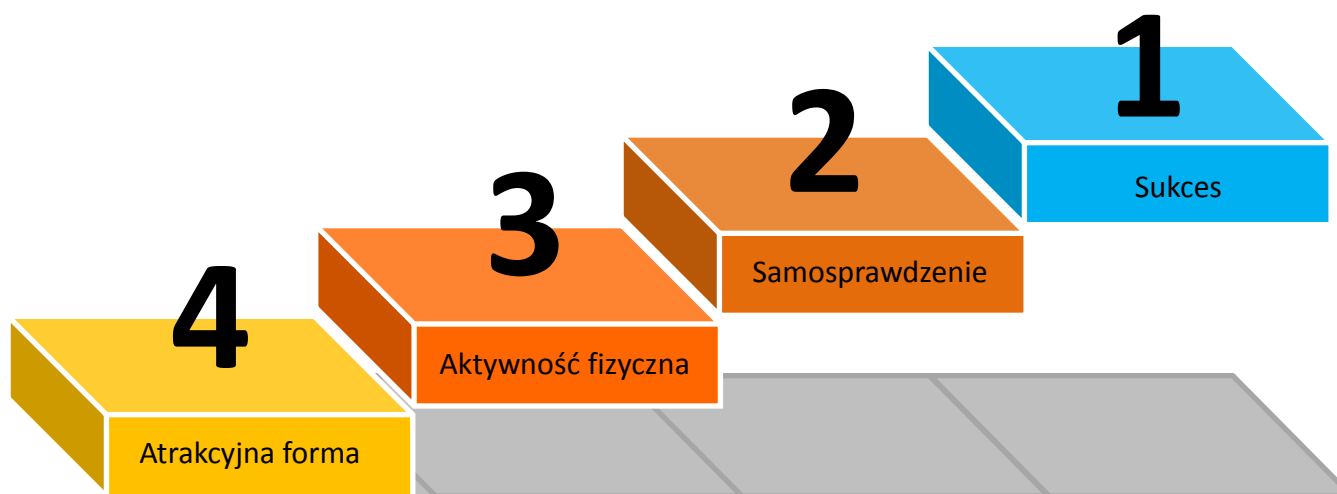 1
Sukces
2
Samosprawdzenie
3
Aktywność fizyczna
4
Atrakcyjna forma